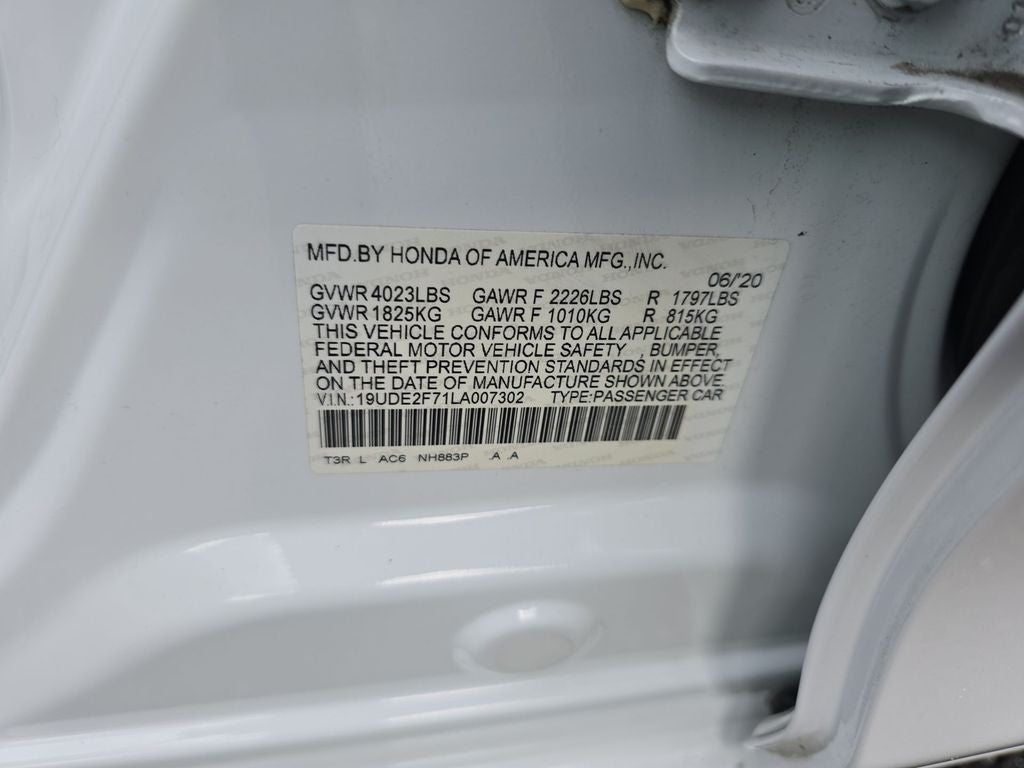 MFD.BY HONDA OF AMERICA MFG.,INC.
06/'20
GVWR 4023LBS GAWR F 2226LBS R 1797LBS
GVWR 1825KG GAWR F 1010KG R 815KG
THIS VEHICLE CONFORMS TO ALL APPLICABLE
FEDERAL MOTOR VEHICLE SAFETY , BUMPER,
AND THEFT PREVENTION STANDARDS IN EFFECT
ON THE DATE OF MANUFACTURE SHOWN ABOVE.
V.I.N.:19UDE2F71LA007302 TYPE:PASSENGER CAR
T3R L AC6 NH883P .A .A